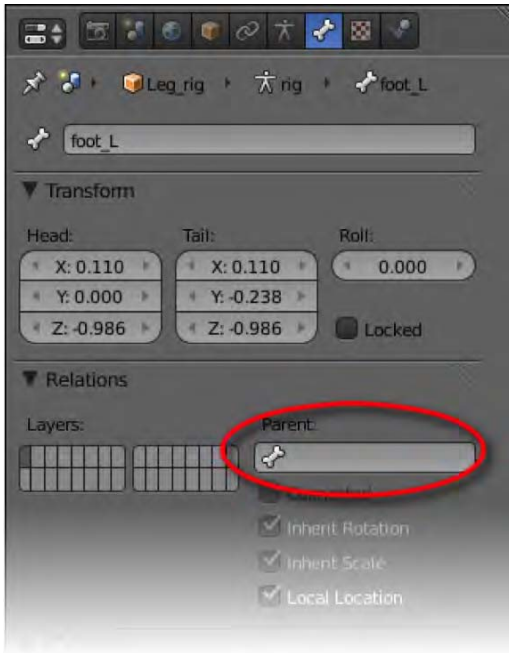 Leg_rig rig foot_L
foot_L
Transform
Head: Tail: Roll:
X: 0.110 X: 0.110 0.000
Y: 0.000 Y: -0.238
Z: -0.986 Z: -0.986 Locked
Relations
Layers: Parent:
Connected
Inherit Rotation
Inherit Scale
Local Location